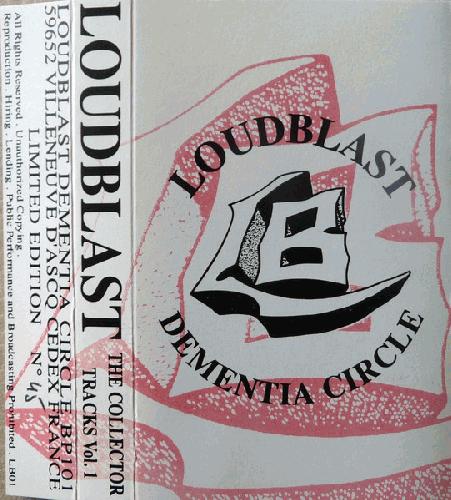 LOUDBLAST
DEMENTIA CIRCLE
LOUDBLAST
THE COLLECTOR
TRACKS Vol. 1
LOUDBLAST DEMENTIA CIRCLE BP101
59652 VILLENEUVE D'ASCQ CEDEX FRANCE
LIMITED EDITION N° 45
All Rights Reserved . Unauthorized Copying .
Reproduction . Hiring . Lending . Public Performance and Broadcasting Prohibited . LB01